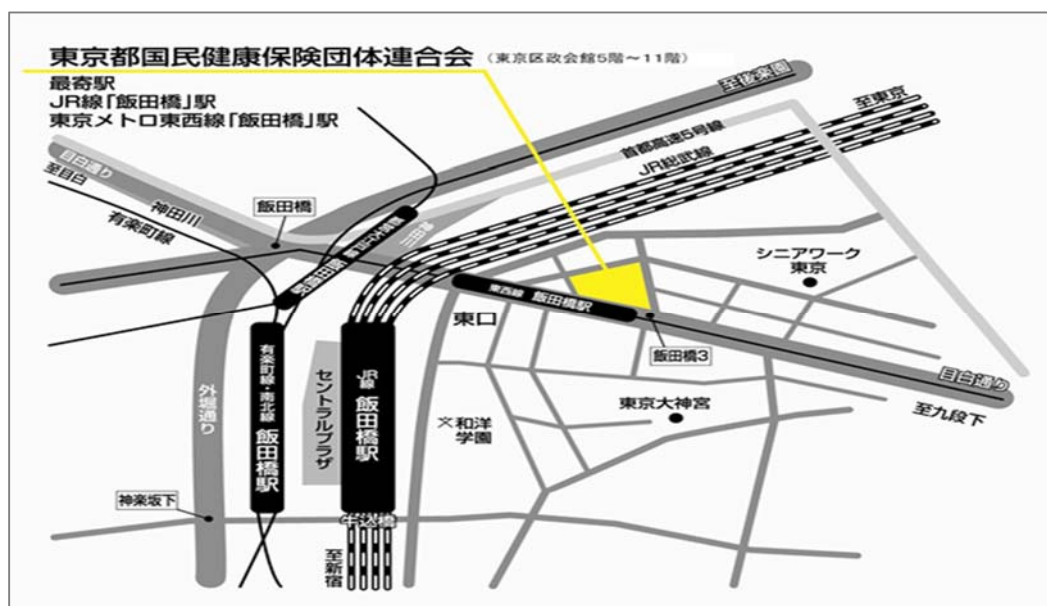 東京都国民健康保険団体連合会 （東京区政会館5階～11階）
最寄駅
JR線「飯田橋」駅
東京メトロ東西線「飯田橋」駅
至後楽園
至東京
首都高速5号線
JR総武線
目白通り
至目白
神田川
有楽町線
飯田橋
飯田橋駅
神田川
シニアワーク
東京
東西線 飯田橋駅
東口
飯田橋3
目白通り
至九段下
外堀通り
有楽町線・南北線 飯田橋駅
セントラルプラザ
JR線 飯田橋駅
和洋
学園
東京大神宮
神楽坂下
牛込橋
至新宿